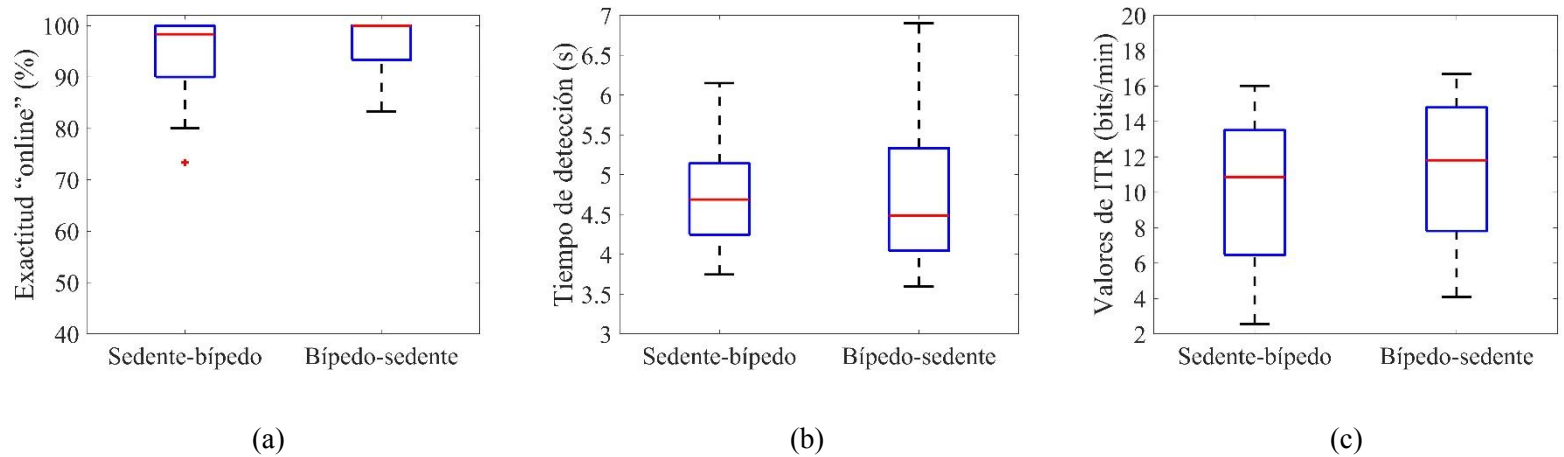 Exactitud “online” (%)
100
90
80
70
60
50
40
Sedente-bípedo
Bípedo-sedente
(a)
Tiempo de detección (s)
7
6.5
6
5.5
5
4.5
4
3.5
3
Sedente-bípedo
Bípedo-sedente
(b)
Valores de ITR (bits/min)
20
18
16
14
12
10
8
6
4
2
Sedente-bípedo
Bípedo-sedente
(c)